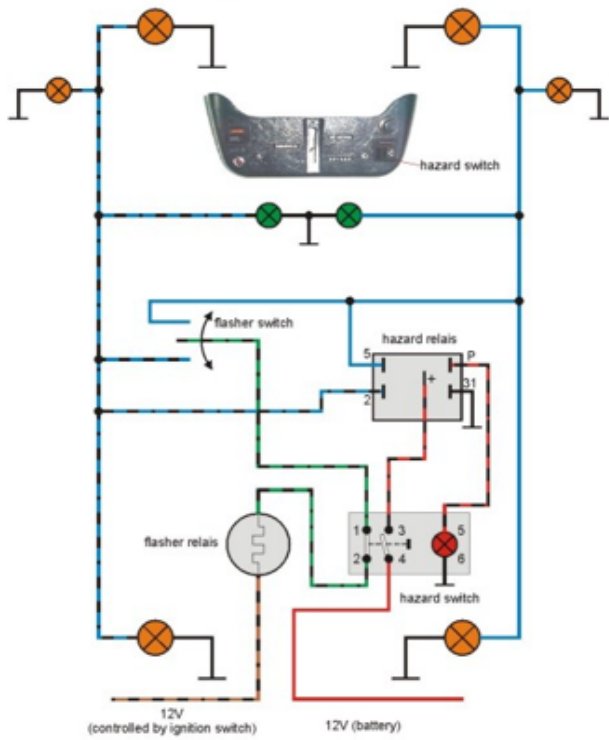 hazard switch
flasher switch
hazard relais
5
P
+
2
31
flasher relais
1
3
5
2
4
6
hazard switch
12V
(controlled by ignition switch)
12V (battery)